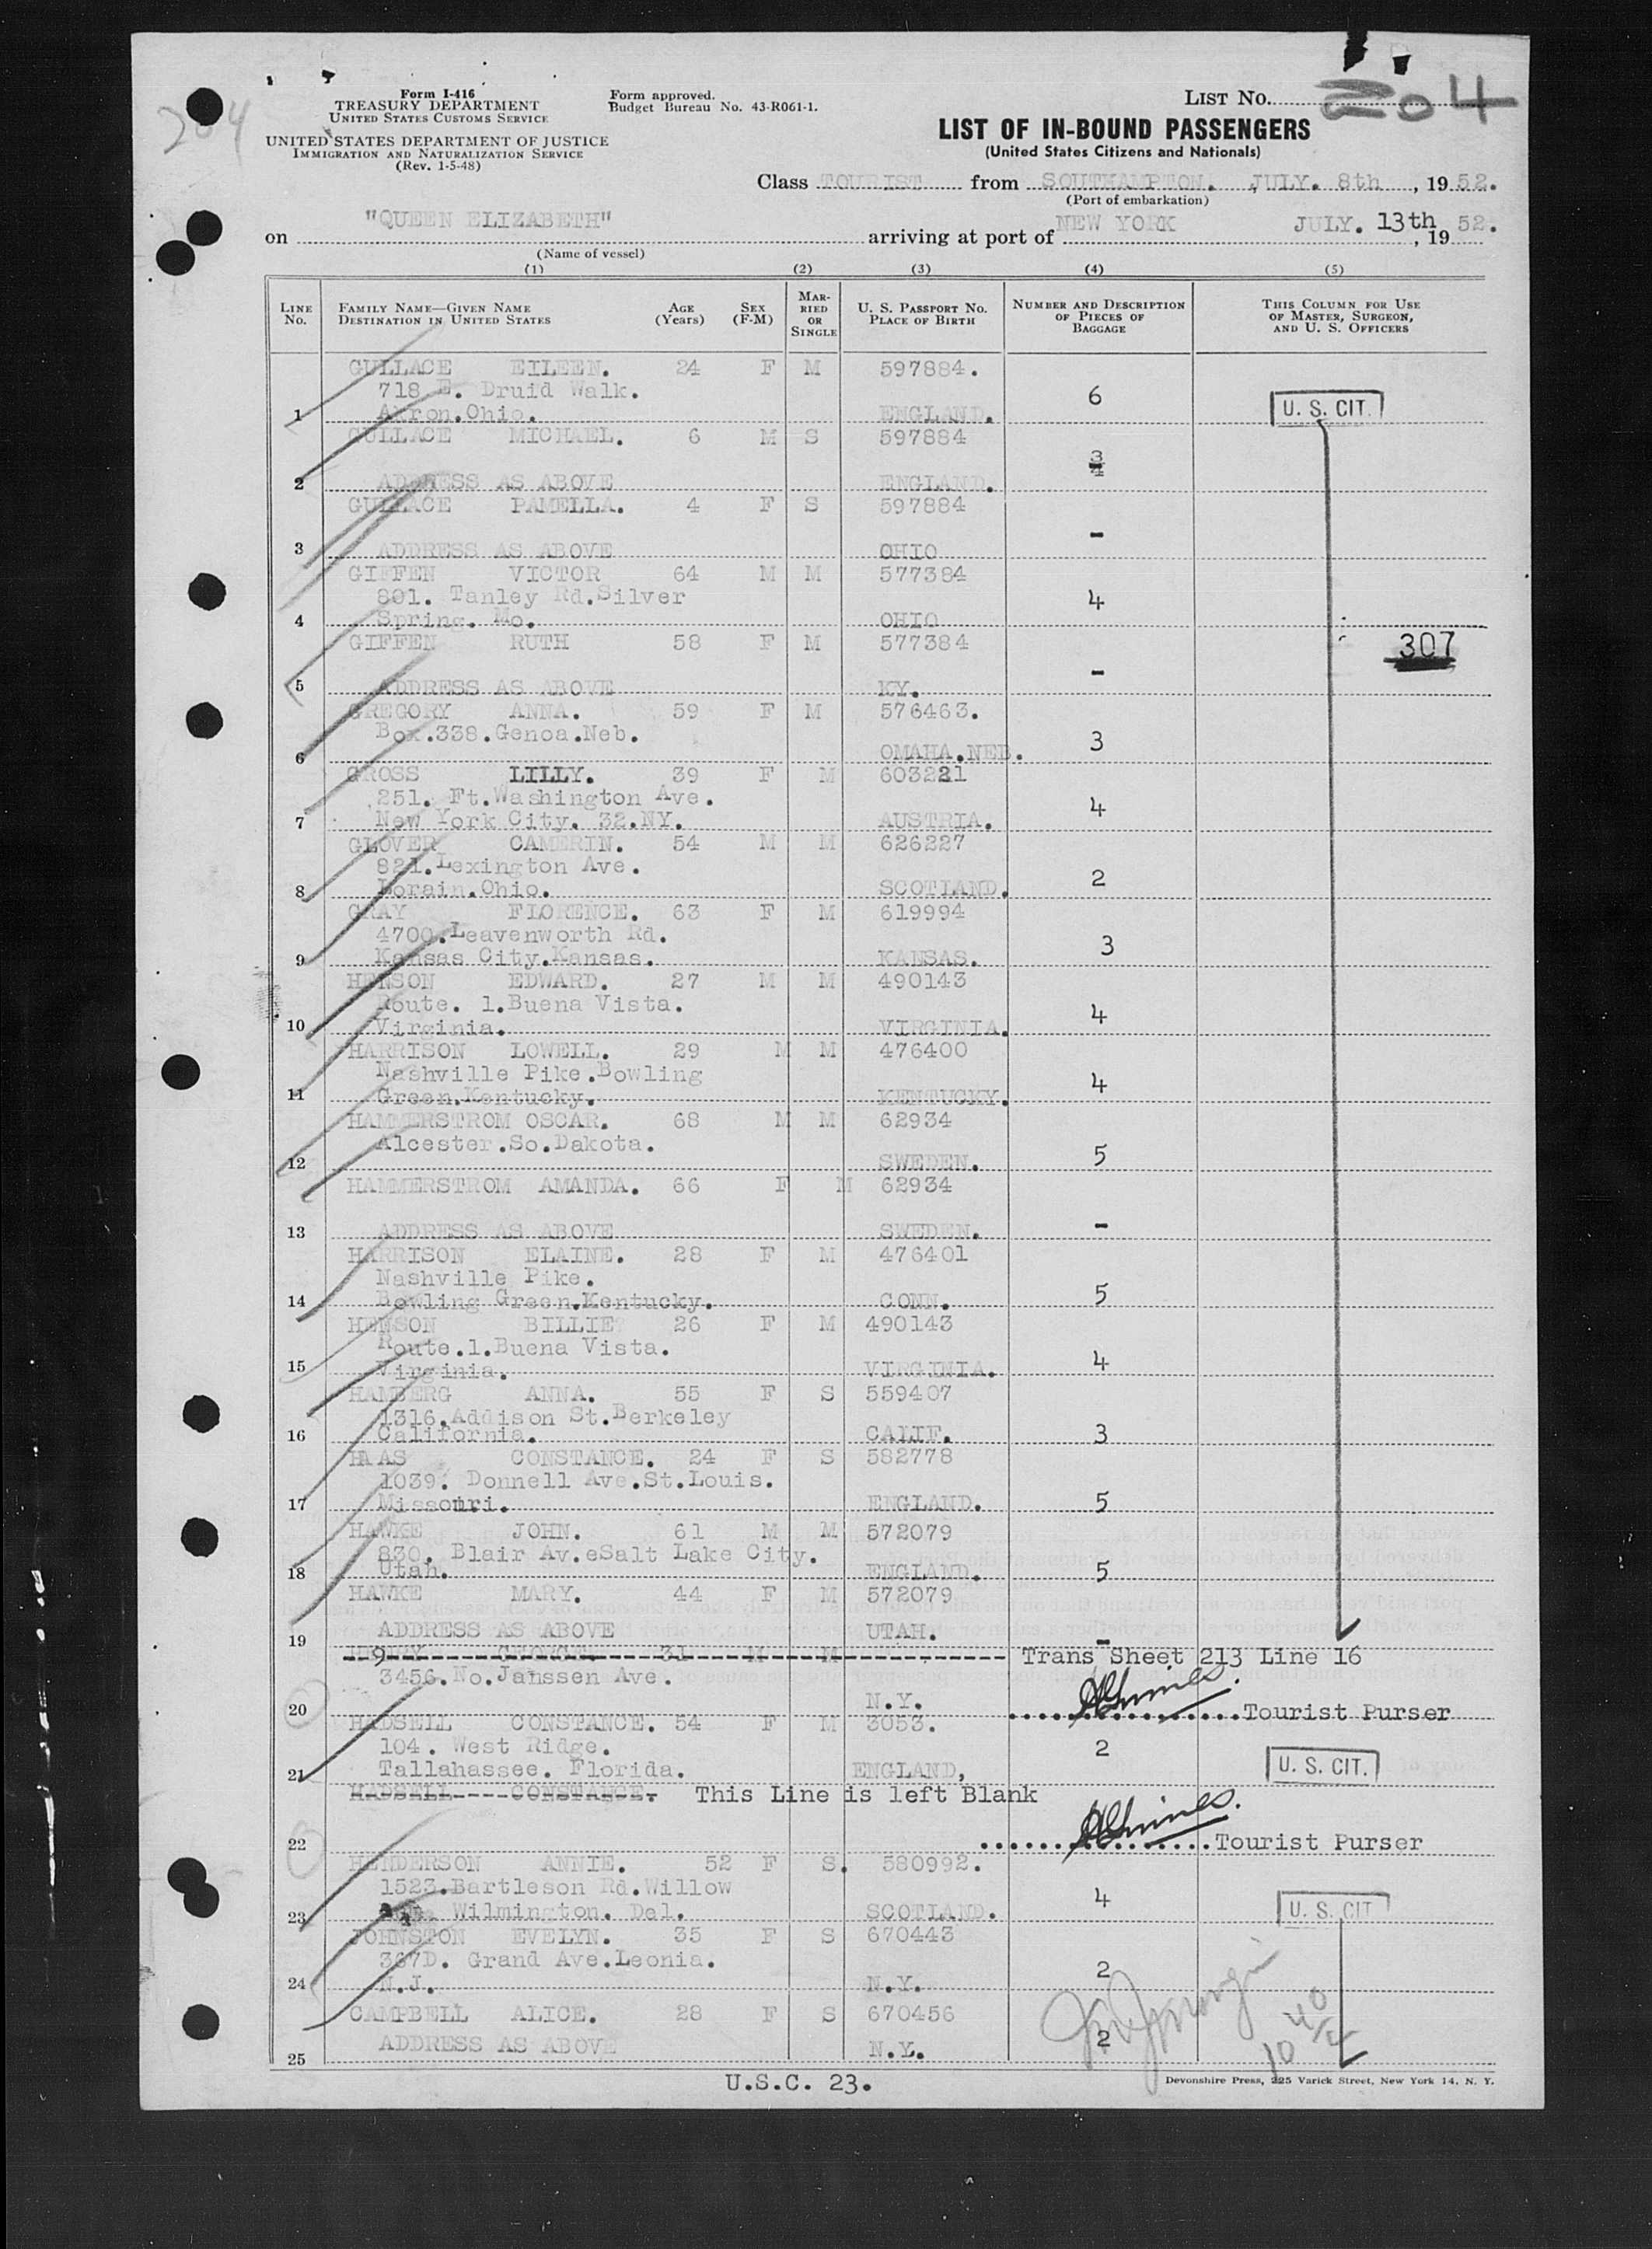 204
Form I-416
TREASURY DEPARTMENT
UNITED STATES CUSTOMS SERVICE
UNITED STATES DEPARTMENT OF JUSTICE
IMMIGRATION AND NATURALIZATION SERVICE
(Rev. 1-5-48)
Form approved.
Budget Bureau No. 43-R061-1.
LIST NO. 204
LIST OF IN-BOUND PASSENGERS
(United States Citizens and Nationals)
Class TOURIST from SOUTHAMPTON. JULY. 8th, 1952.
(Port of embarkation)
on "QUEEN ELIZABETH" arriving at port of NEW YORK JULY. 13th, 19 52.
(Name of vessel)
(1) (2) (3) (4) (5)
LINE No. FAMILY NAME—GIVEN NAME DESTINATION IN UNITED STATES AGE (Years) SEX (F-M) MARRIED OR SINGLE U. S. PASSPORT No. PLACE OF BIRTH NUMBER AND DESCRIPTION OF PIECES OF BAGGAGE THIS COLUMN FOR USE OF MASTER, SURGEON, AND U. S. OFFICERS
GULLACE EILEEN. 24 F M 597884.
718 E. Druid Walk. 6 U. S. CIT.
1 Akron.Ohio. ENGLAND.
GULLACE MICHAEL. 6 M S 597884
3
4
2 ADDRESS AS ABOVE ENGLAND.
GULLACE PAMELLA. 4 F S 597884
-
3 ADDRESS AS ABOVE OHIO
GIFFEN VICTOR 64 M M 577384
801. Tanley Rd.Silver 4
4 Spring. Mo. OHIO
GIFFEN RUTH 58 F M 577384 307
-
5 ADDRESS AS ABOVE KY.
GREGORY ANNA. 59 F M 576463.
Box.338.Genoa.Neb. 3
6 OMAHA.NEB.
GROSS LILLY. 39 F M 603221
251. Ft.Washington Ave. 4
7 New York City. 32.NY. AUSTRIA.
GLOVER CAMERIN. 54 M M 626227
821.Lexington Ave. 2
8 Lorain.Ohio. SCOTLAND.
GRAY FLORENCE. 63 F M 619994
4700.Leavenworth Rd. 3
9 Kansas City.Kansas. KANSAS.
HENSON EDWARD. 27 M M 490143
Route. 1.Buena Vista. 4
10 Virginia. VIRGINIA.
HARRISON LOWELL. 29 M M 476400
Nashville Pike.Bowling 4
11 Green.Kentucky. KENTUCKY.
HAMMERSTROM OSCAR. 68 M M 62934
Alcester.So.Dakota. 5
12 SWEDEN.
HAMMERSTROM AMANDA. 66 F M 62934
-
13 ADDRESS AS ABOVE SWEDEN.
HARRISON ELAINE. 28 F M 476401
Nashville Pike. 5
14 Bowling Green.Kentucky. CONN.
HENSON BILLIE 26 F M 490143
Route.1.Buena Vista. 4
15 Virginia. VIRGINIA.
HAMBERG ANNA. 55 F S 559407
1316.Addison St.Berkeley
16 California. CALIF. 3
HAAS CONSTANCE. 24 F S 582778
1039. Donnell Ave.St.Louis.
17 Missouri. ENGLAND. 5
HAWKE JOHN. 61 M M 572079
830. Blair Av.eSalt Lake City.
18 Utah. ENGLAND. 5
HAWKE MARY. 44 F M 572079
19 ADDRESS AS ABOVE UTAH. -
31 M M Trans Sheet 213 Line 16
3456.No.Janssen Ave.
20 N.Y. Tourist Purser
HADSELL CONSTANCE. 54 F M 3053.
104. West Ridge. 2
21 Tallahassee. Florida. ENGLAND, U. S. CIT.
HADSELL----CONSTANCE. This Line is left Blank
22 Tourist Purser
HENDERSON ANNIE. 52 F S. 580992.
1523.Bartleson Rd.Willow 4
23 Wilmington. Del. SCOTLAND. U. S. CIT
JOHNSTON EVELYN. 35 F S 670443
367D. Grand Ave.Leonia. 2
24 N.J. N.Y.
CAMPBELL ALICE. 28 F S 670456
ADDRESS AS ABOVE 2
25 N.Y.
U.S.C. 23.
Devonshire Press, 225 Varick Street, New York 14, N. Y.